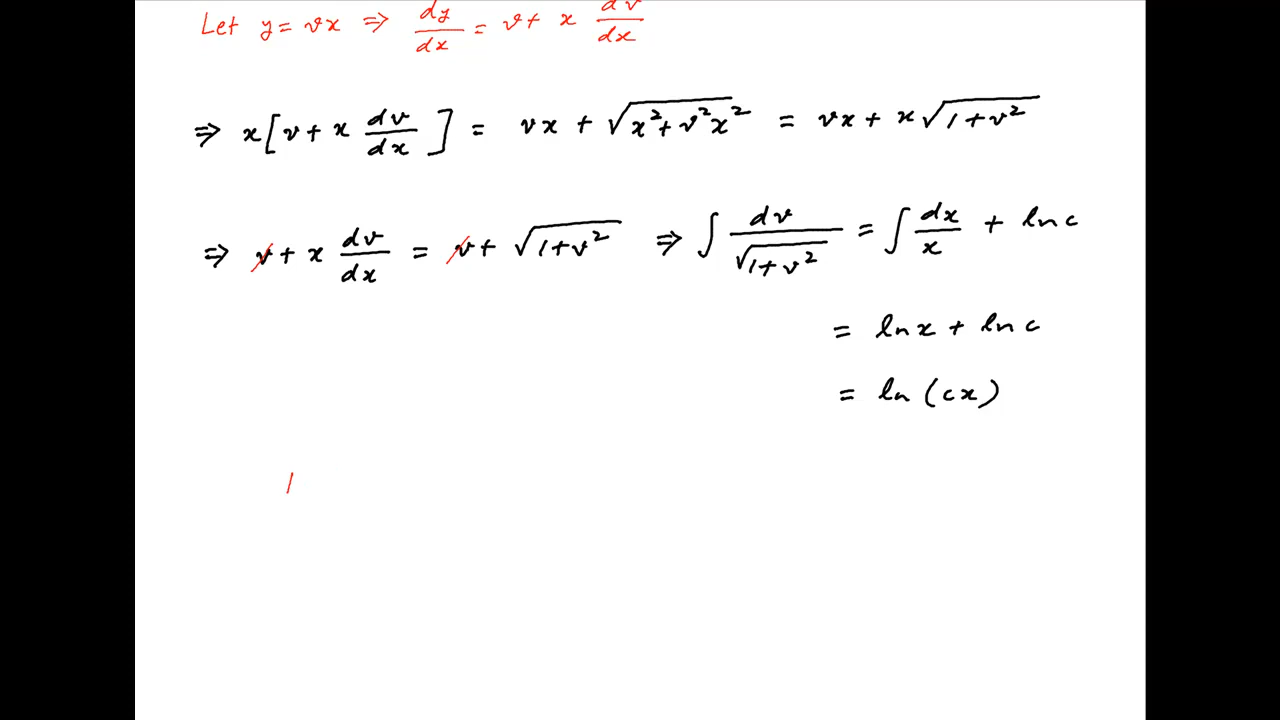 Let y = vx ⇒ dy/dx = v + x dv/dx
⇒ x[v + x dv/dx] = vx + √(x² + v²x²) = vx + x√(1+v²)
⇒ v + x dv/dx = v + √(1+v²) ⇒ ∫ dv/√(1+v²) = ∫ dx/x + ln c
= ln x + ln c
= ln (cx)